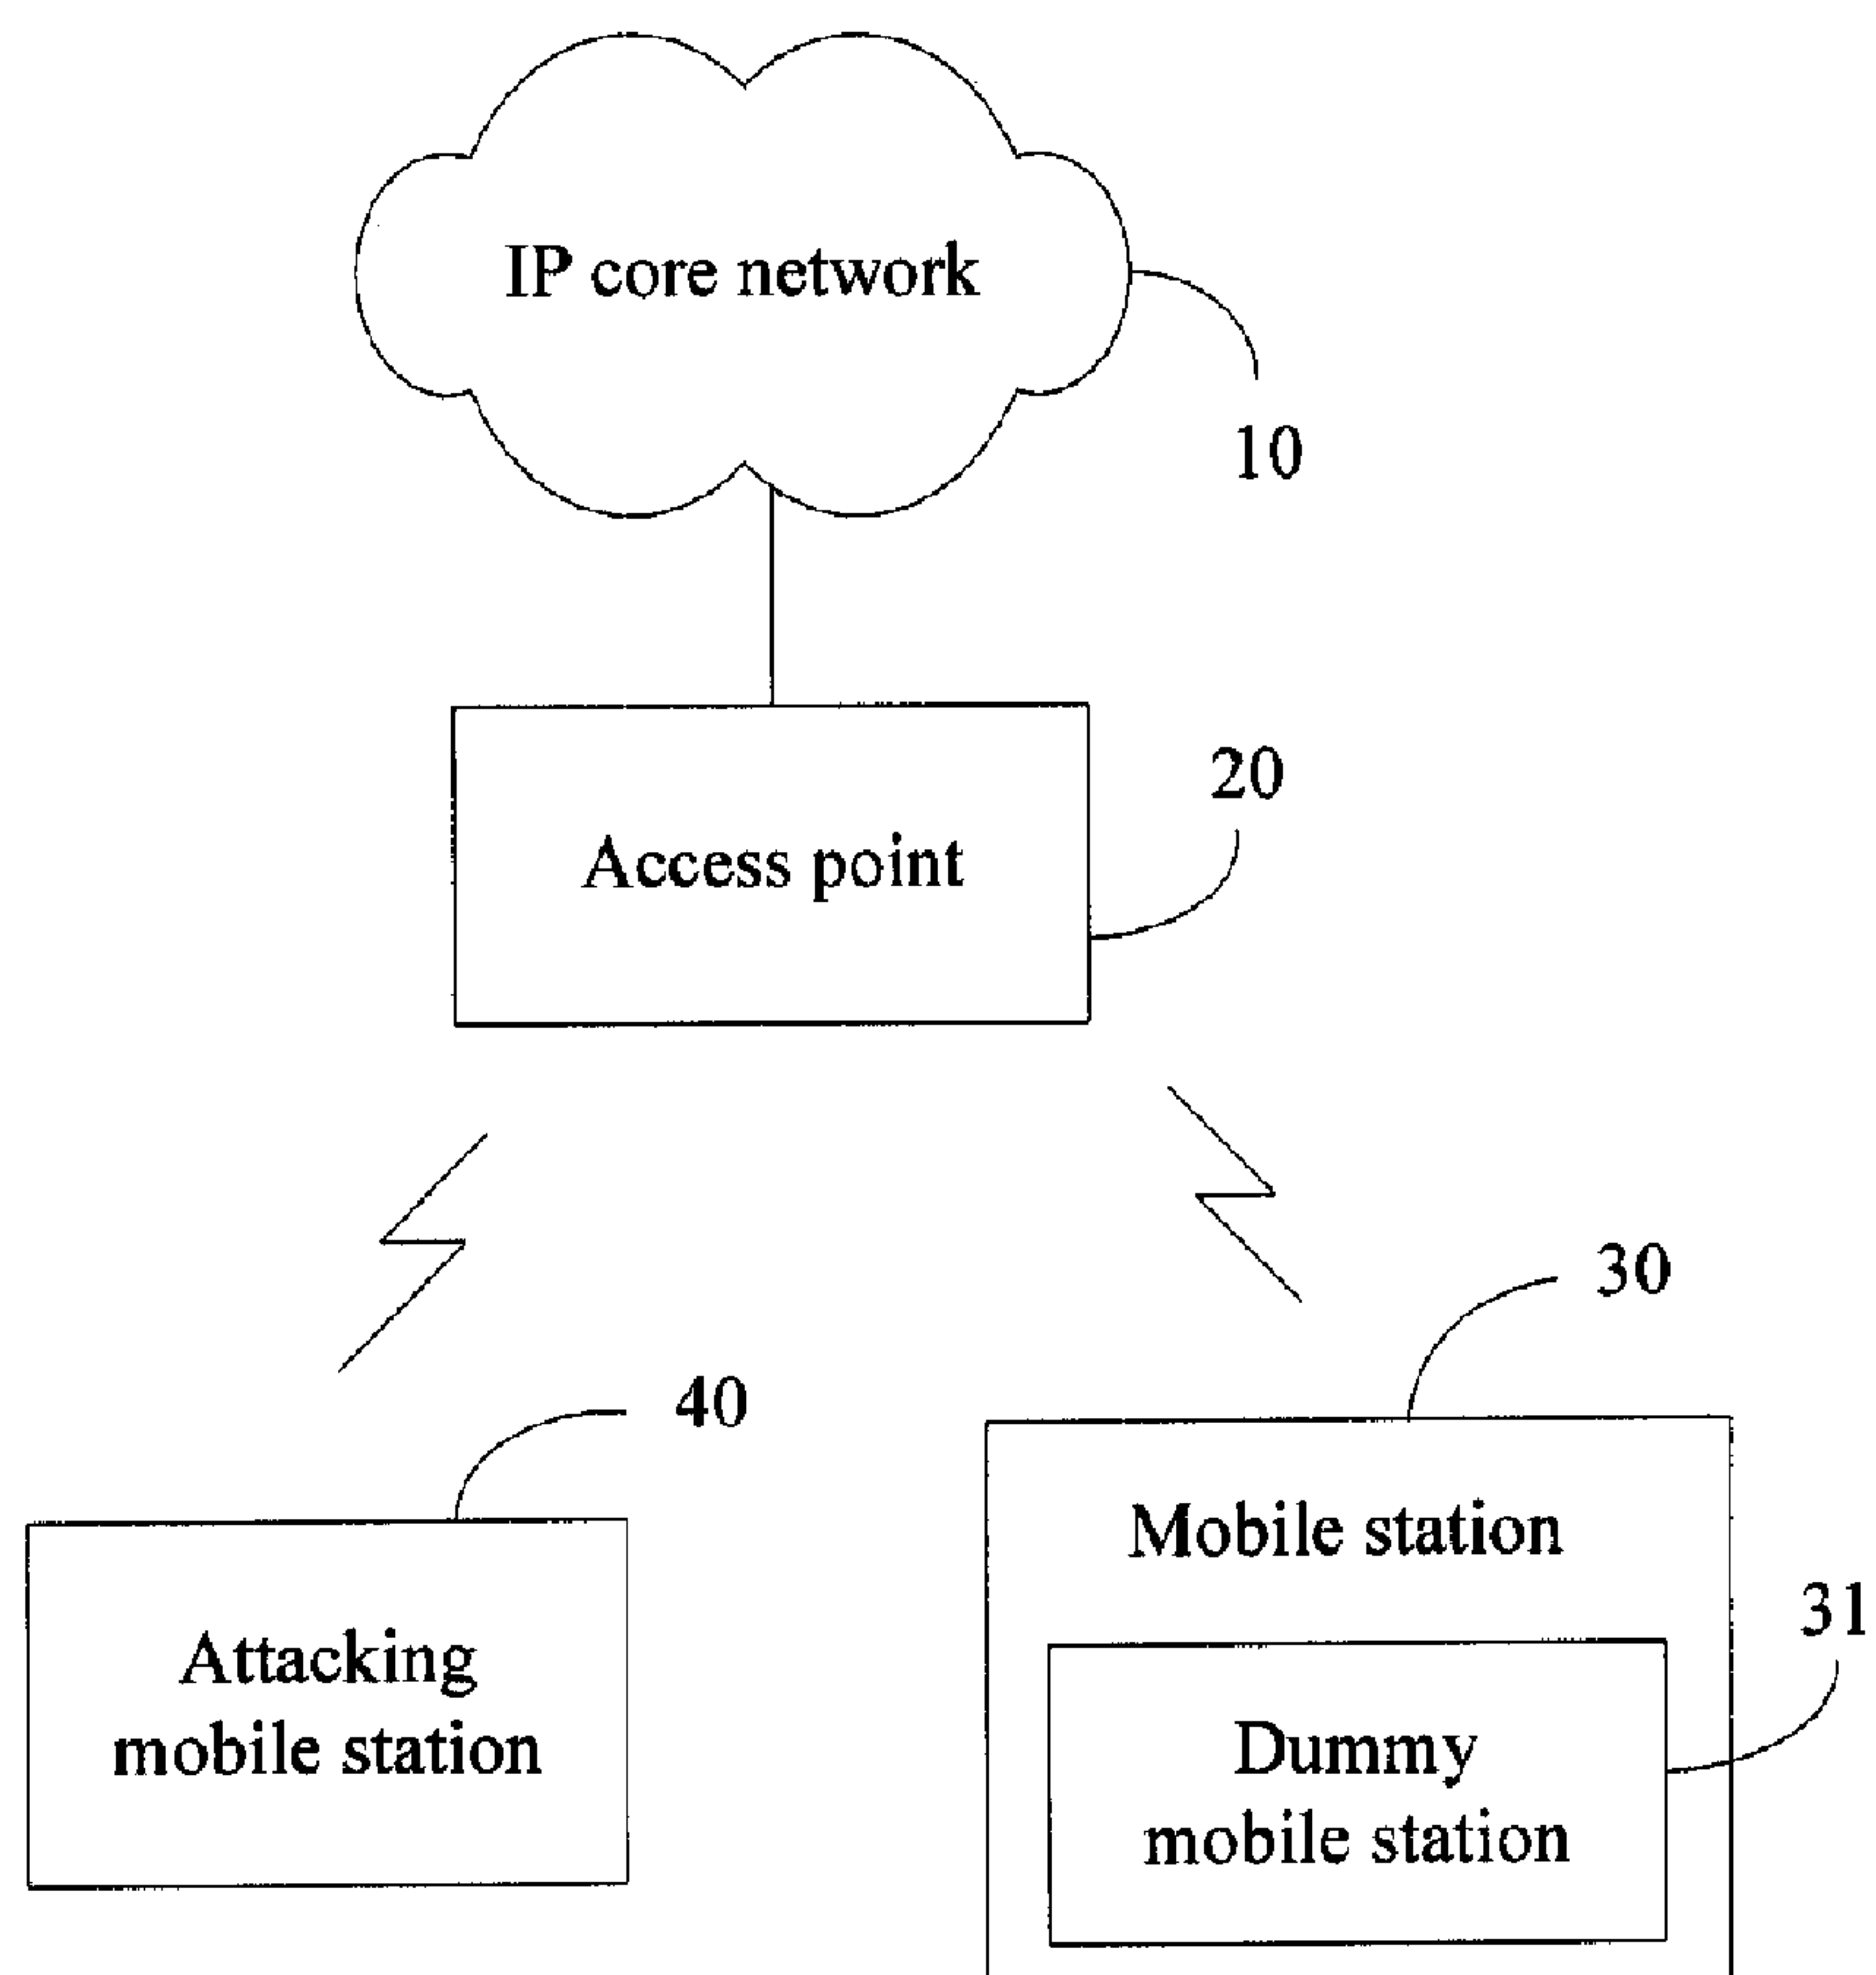 IP core network
10
20
Access point
30
40
Mobile station
31
Attacking
mobile station
Dummy
mobile station